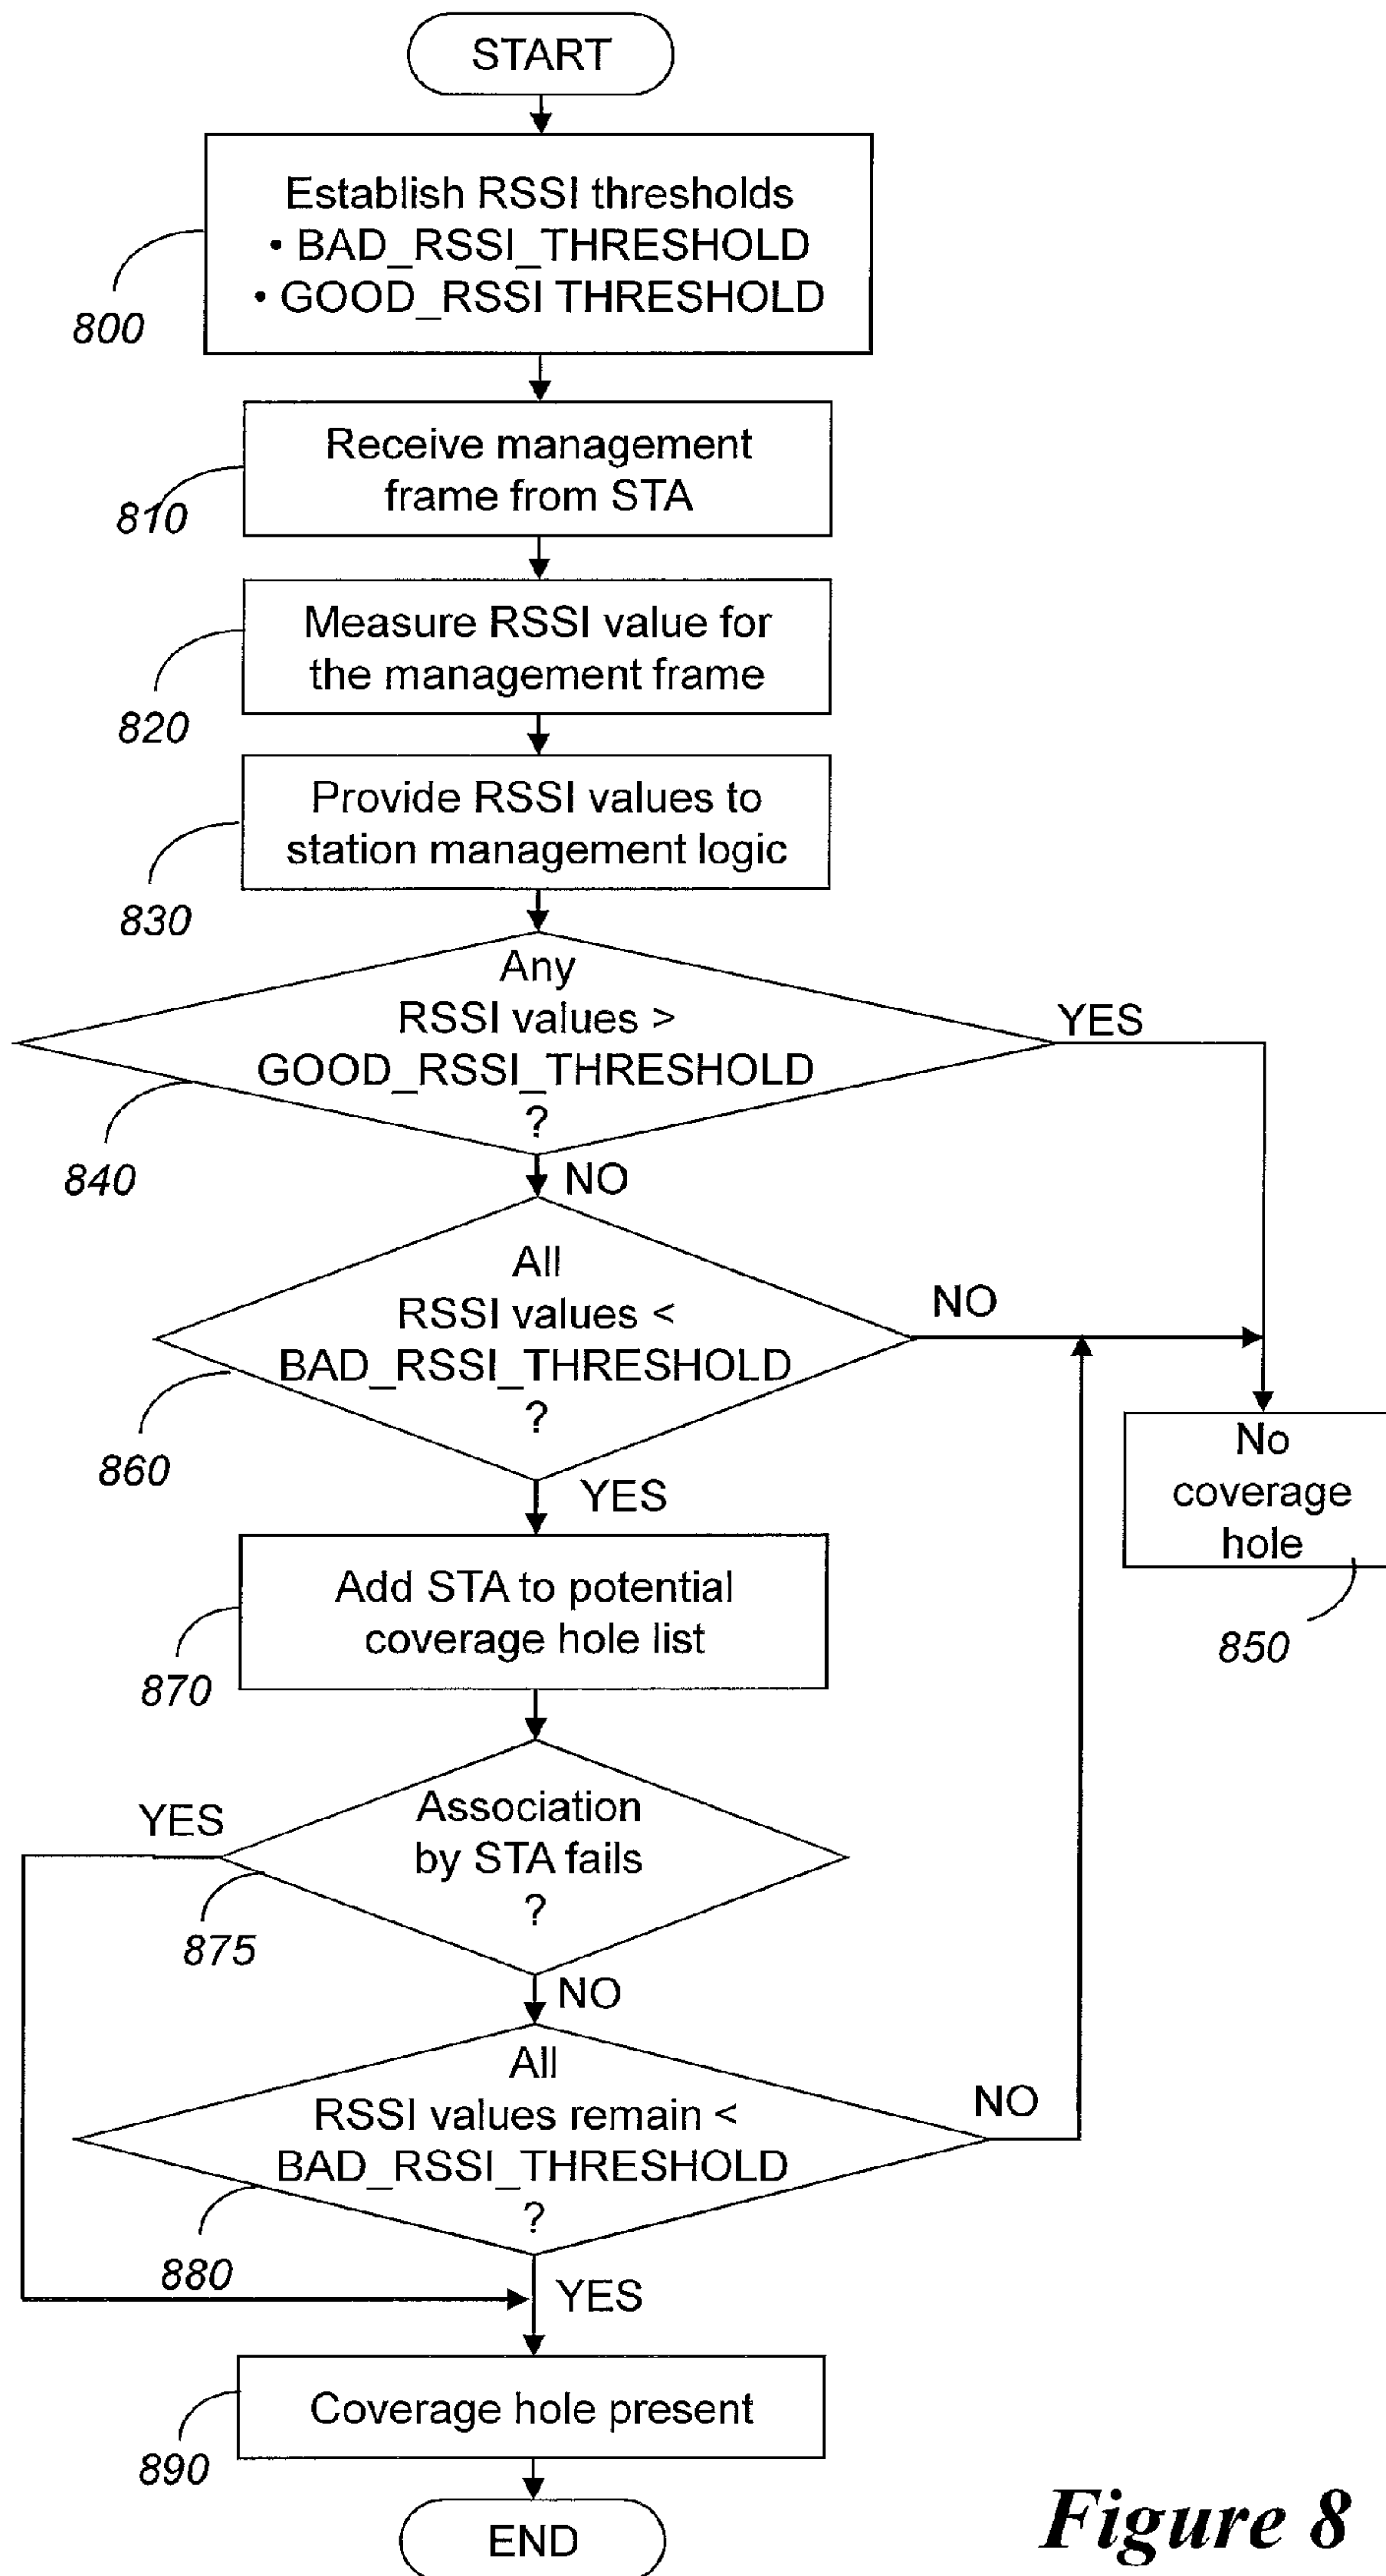 START
Establish RSSI thresholds
• BAD_RSSI_THRESHOLD
• GOOD_RSSI THRESHOLD
800
Receive management
frame from STA
810
Measure RSSI value for
the management frame
820
Provide RSSI values to
station management logic
830
Any
RSSI values >
GOOD_RSSI_THRESHOLD
?
YES
840
NO
All
RSSI values <
BAD_RSSI_THRESHOLD
?
NO
860
YES
No
coverage
hole
850
Add STA to potential
coverage hole list
870
Association
by STA fails
?
YES
875
NO
All
RSSI values remain <
BAD_RSSI_THRESHOLD
?
NO
880
YES
Coverage hole present
890
END
Figure 8